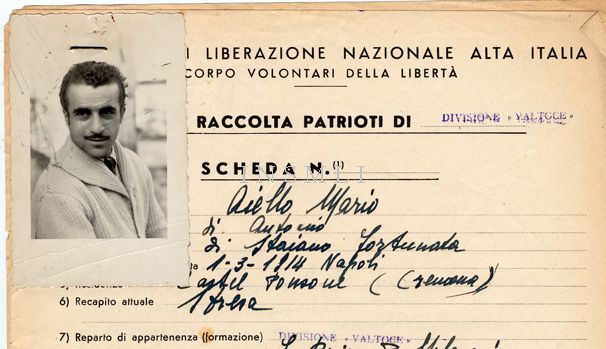 I LIBERAZIONE NAZIONALE ALTA ITALIA
CORPO VOLONTARI DELLA LIBERTÀ
RACCOLTA PATRIOTI DI DIVISIONE « VALTOCE »
SCHEDA N.(1)
Aiello Mario
di Antonio
di Staiano Fortunata
1-3-1914 Napoli
Castel Ponzone (Cremona)
6) Recapito attuale Stresa
7) Reparto di appartenenza (formazione) DIVISIONE « VALTOCE »